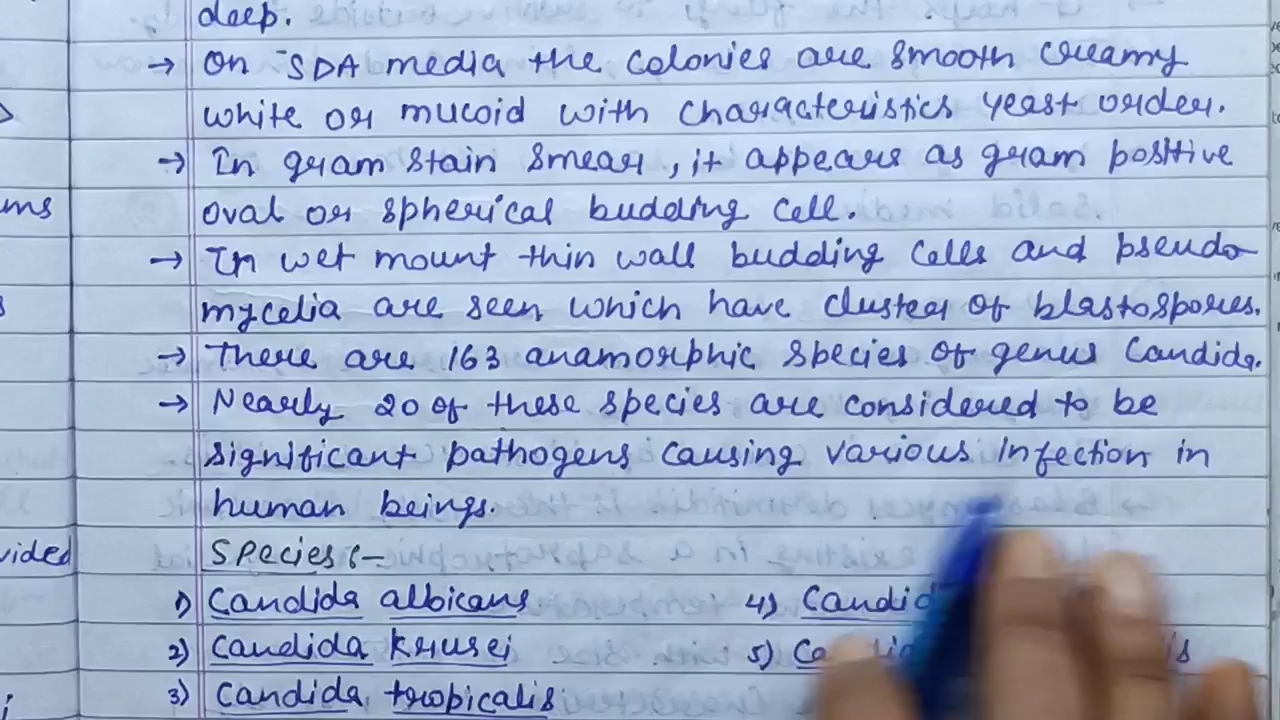 deep.
→ On SDA media the colonies are smooth creamy
white or mucoid with characteristics yeast order.
→ In gram stain smear, it appears as gram positive
ems
oval or spherical budding cell.
→ In wet mount thin wall budding cells and pseudo
mycelia are seen which have cluster of blastospores.
→ There are 163 anamorphic species of genus Candida.
→ Nearly 20 of these species are considered to be
significant pathogens causing various infection in
human beings.
vided
Species:-
1) Candida albicans 4)
2) Candida krusei 5)
3) Candida tropicalis